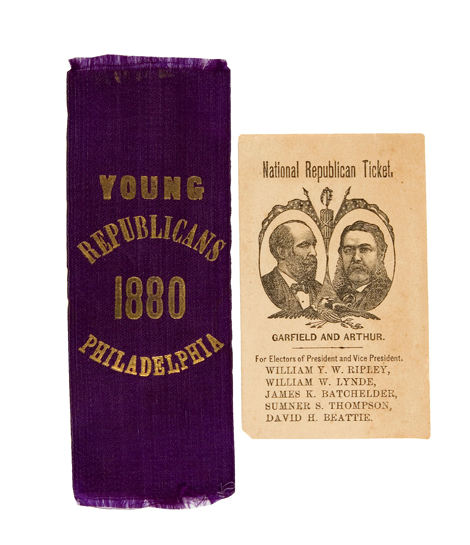 YOUNG
REPUBLICANS
1880
PHILADELPHIA
National Republican Ticket.
GARFIELD AND ARTHUR.
For Electors of President and Vice President.
WILLIAM Y. W. RIPLEY,
WILLIAM W. LYNDE,
JAMES K. BATCHELDER,
SUMNER S. THOMPSON,
DAVID H. BEATTIE.